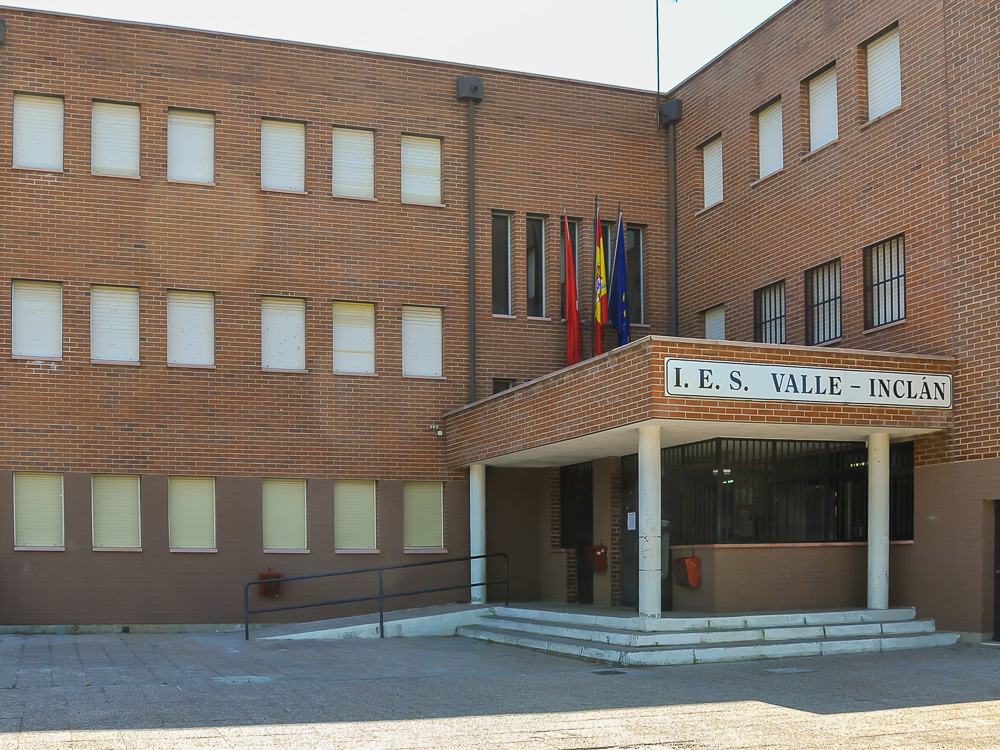 I. E. S. VALLE - INCLÁN